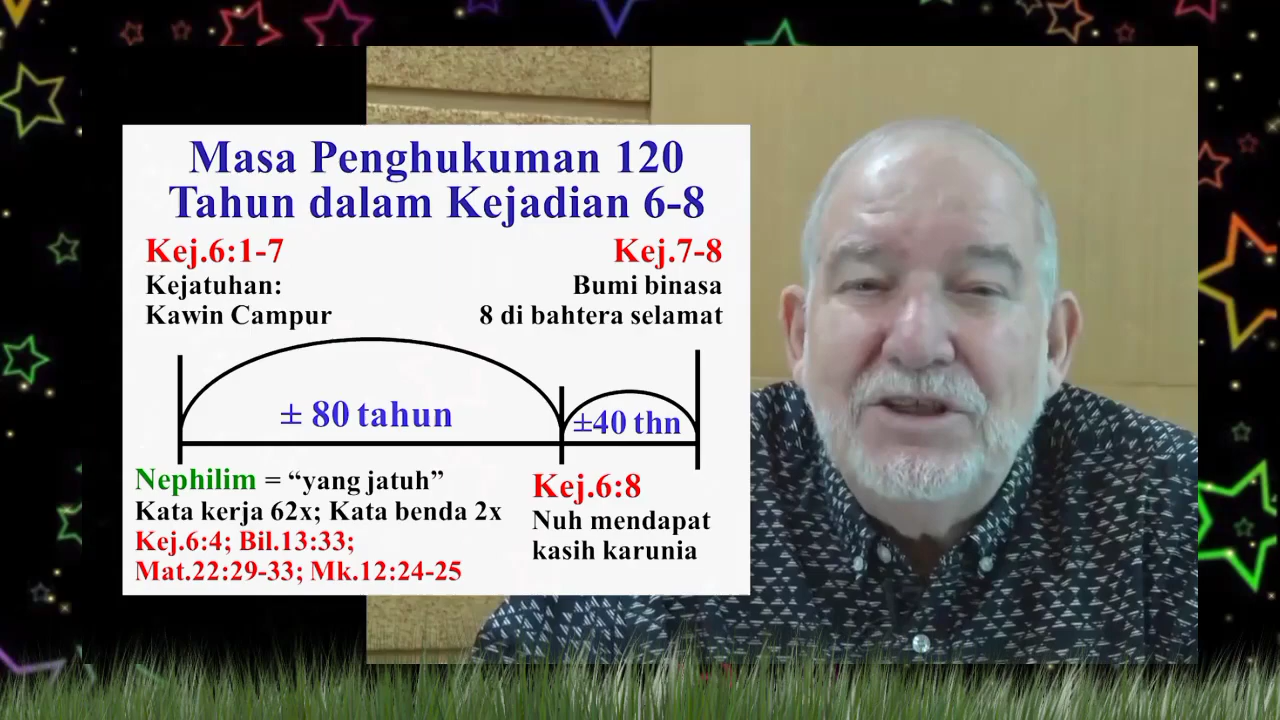 Masa Penghukuman 120
Tahun dalam Kejadian 6-8
Kej.6:1-7
Kejatuhan:
Kawin Campur
Kej.7-8
Bumi binasa
8 di bahtera selamat
± 80 tahun
±40 thn
Nephilim = “yang jatuh”
Kata kerja 62x; Kata benda 2x
Kej.6:4; Bil.13:33;
Mat.22:29-33; Mk.12:24-25
Kej.6:8
Nuh mendapat
kasih karunia